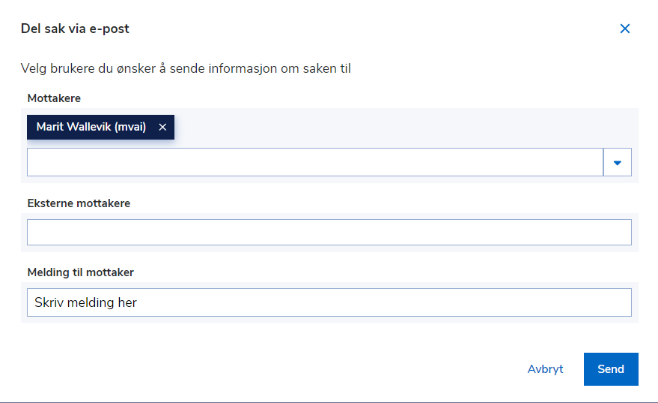 Del sak via e-post
Velg brukere du ønsker å sende informasjon om saken til
Mottakere
Marit Wallevik (mvai)
Eksterne mottakere
Melding til mottaker
Skriv melding her
Avbryt
Send